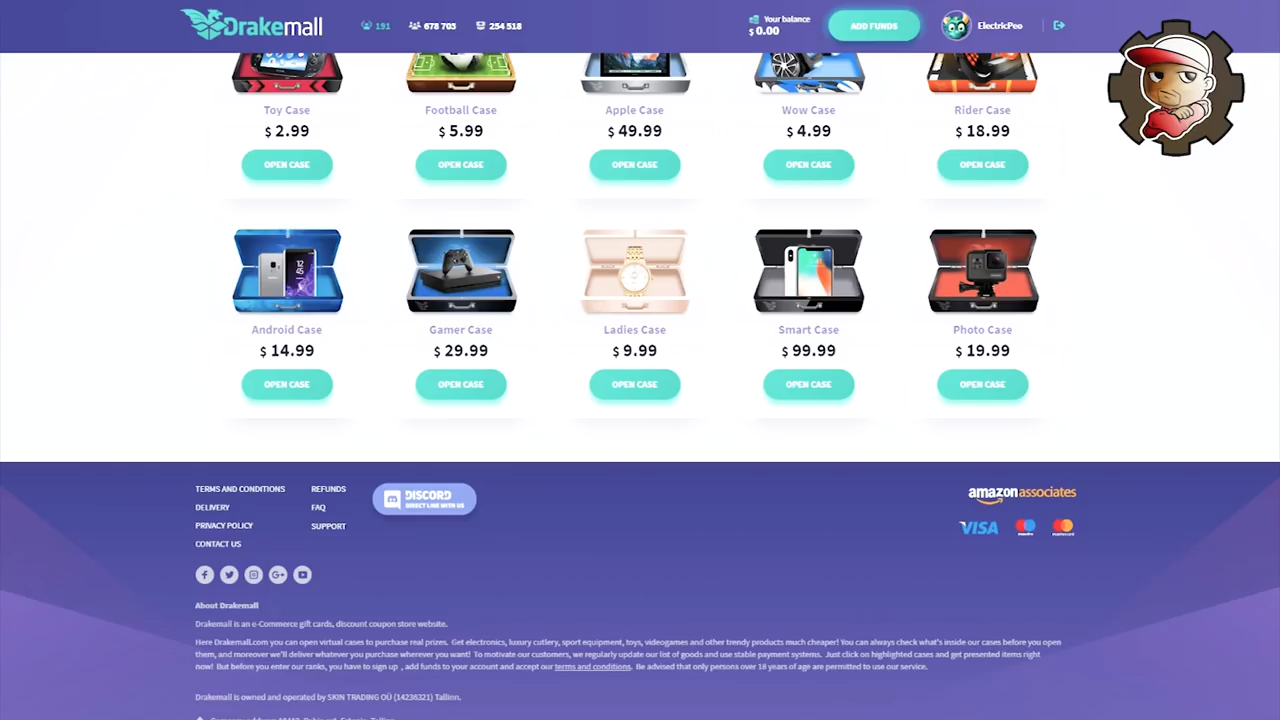 Drakemall
191
678 703
254 518
Your balance
$ 0.00
ADD FUNDS
ElectricPeo
Toy Case
Football Case
Apple Case
Wow Case
Rider Case
$ 2.99
$ 5.99
$ 49.99
$ 4.99
$ 18.99
OPEN CASE
OPEN CASE
OPEN CASE
OPEN CASE
OPEN CASE
Android Case
Gamer Case
Ladies Case
Smart Case
Photo Case
$ 14.99
$ 29.99
$ 9.99
$ 99.99
$ 19.99
OPEN CASE
OPEN CASE
OPEN CASE
OPEN CASE
OPEN CASE
TERMS AND CONDITIONS
DELIVERY
PRIVACY POLICY
CONTACT US
REFUNDS
FAQ
SUPPORT
DISCORD
DIRECT LINE WITH US
amazon associates
VISA
maestro
mastercard
About Drakemall
Drakemall is an e-Commerce gift cards, discount coupon store website.
Here Drakemall.com you can open virtual cases to purchase real prizes. Get electronics, luxury cutlery, sport equipment, toys, videogames and other trendy products much cheaper! You can always check what's inside our cases before you open
them, and moreover we'll deliver whatever you purchase wherever you want! To motivate our customers, we regularly update our list of goods and use stable payment systems. Just click on highlighted cases and get presented items right
now! But before you enter our ranks, you have to sign up , add funds to your account and accept our terms and conditions. Be advised that only persons over 18 years of age are permitted to use our service.
Drakemall is owned and operated by SKIN TRADING OÜ (14236321) Tallinn.